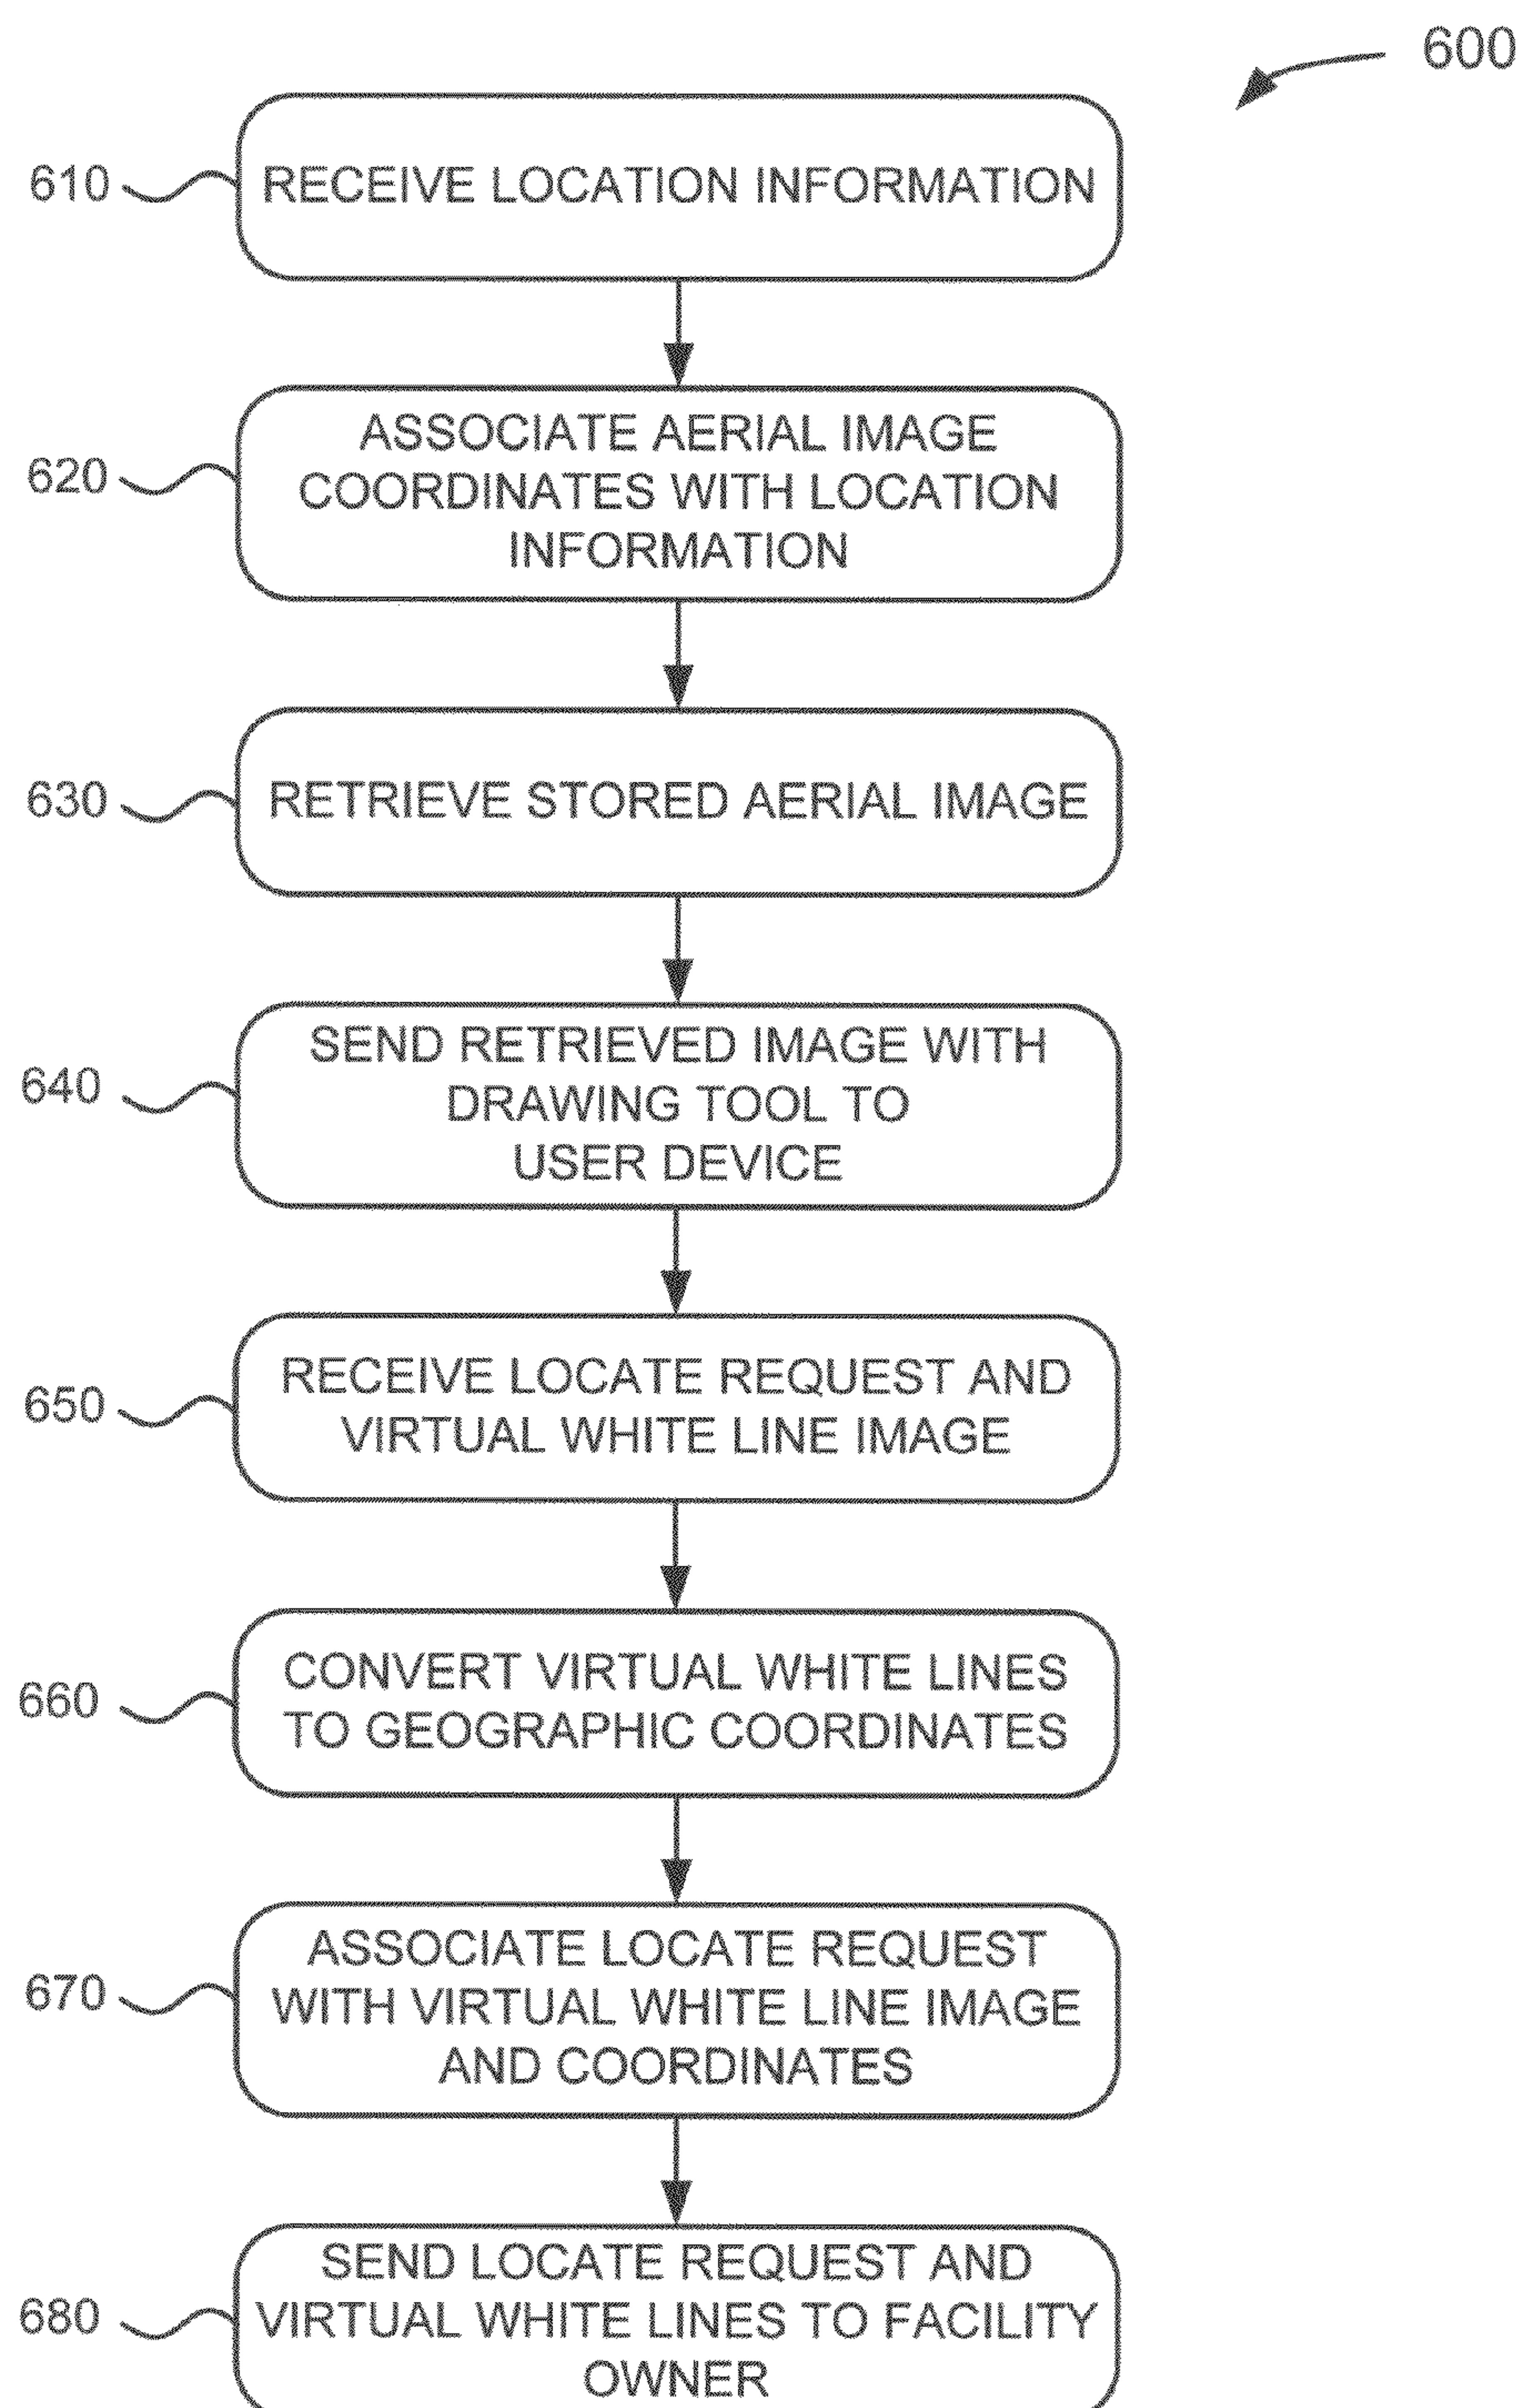 600
610
RECEIVE LOCATION INFORMATION
620
ASSOCIATE AERIAL IMAGE
COORDINATES WITH LOCATION
INFORMATION
630
RETRIEVE STORED AERIAL IMAGE
640
SEND RETRIEVED IMAGE WITH
DRAWING TOOL TO
USER DEVICE
650
RECEIVE LOCATE REQUEST AND
VIRTUAL WHITE LINE IMAGE
660
CONVERT VIRTUAL WHITE LINES
TO GEOGRAPHIC COORDINATES
670
ASSOCIATE LOCATE REQUEST
WITH VIRTUAL WHITE LINE IMAGE
AND COORDINATES
680
SEND LOCATE REQUEST AND
VIRTUAL WHITE LINES TO FACILITY
OWNER